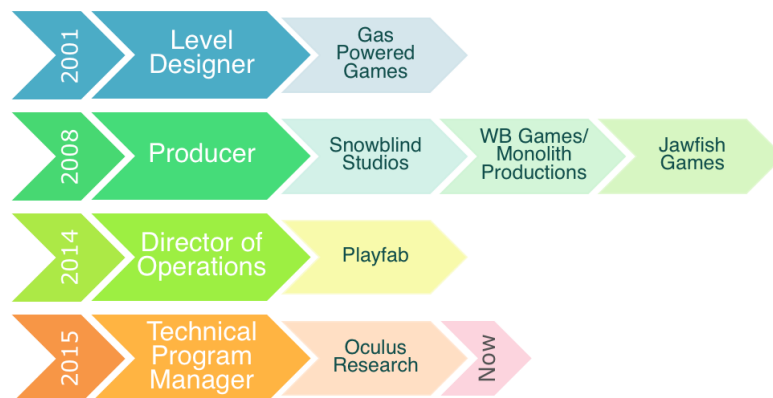 2001
Level
Designer
Gas
Powered
Games
2008
Producer
Snowblind
Studios
WB Games/
Monolith
Productions
Jawfish
Games
2014
Director of
Operations
Playfab
2015
Technical
Program
Manager
Oculus
Research
Now